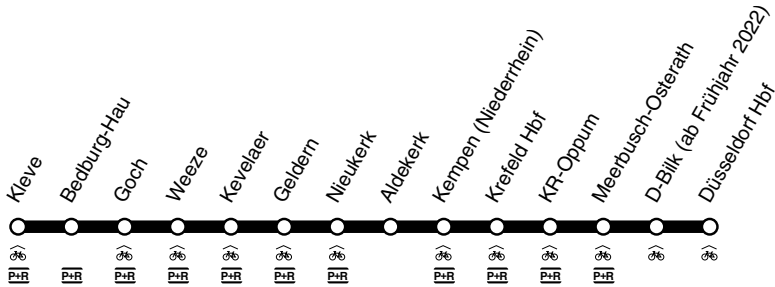 Kleve
Bedburg-Hau
Goch
Weeze
Kevelaer
Geldern
Nieukerk
Aldekerk
Kempen (Niederrhein)
Krefeld Hbf
KR-Oppum
Meerbusch-Osterath
D-Bilk (ab Frühjahr 2022)
Düsseldorf Hbf
P+R P+R P+R P+R P+R P+R P+R P+R P+R P+R P+R